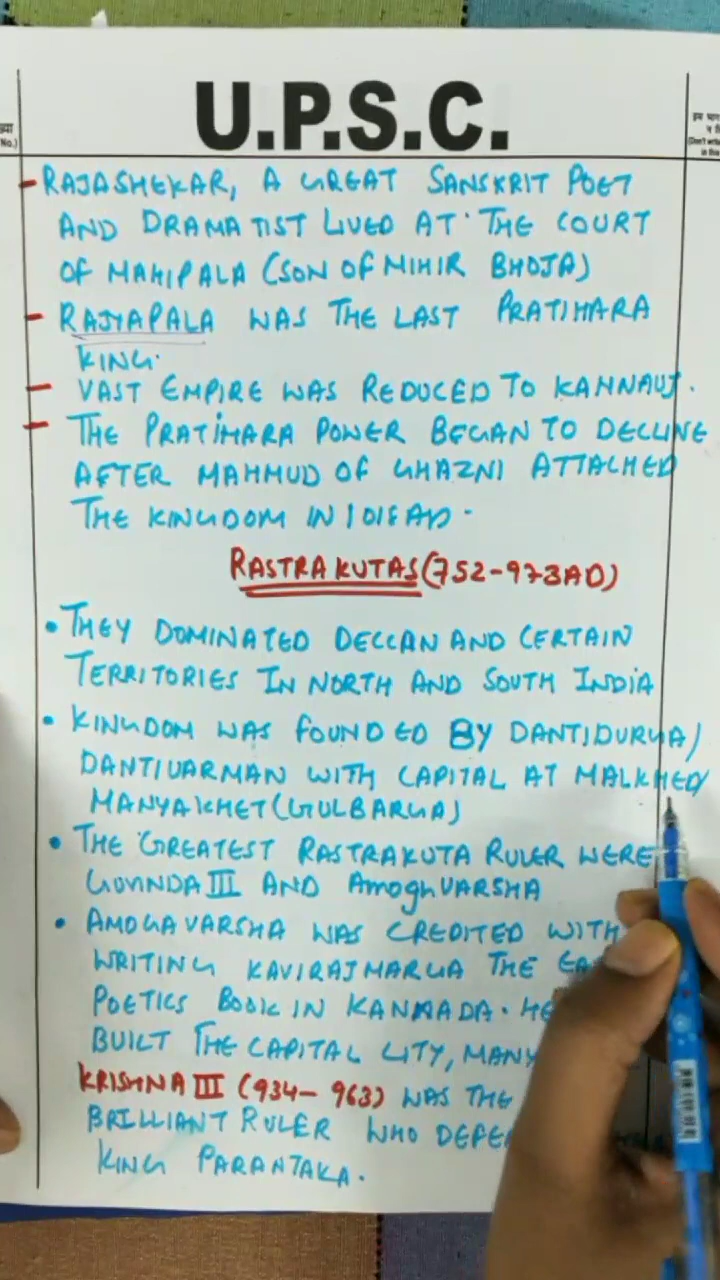 U.P.S.C.
RAJASHEKAR, A GREAT SANSKRIT POET
AND DRAMATIST LIVED AT THE COURT
OF MAHIPALA (SON OF MIHIR BHOJA)
RAJYAPALA WAS THE LAST PRATIHARA
KING.
VAST EMPIRE WAS REDUCED TO KANNAUJ.
THE PRATIHARA POWER BEGAN TO DECLINE
AFTER MAHMUD OF GHAZNI ATTACHED
THE KINGDOM IN 1018 AD.
RASTRAKUTAS (752-973AD)
THEY DOMINATED DECCAN AND CERTAIN
TERRITORIES IN NORTH AND SOUTH INDIA
KINGDOM WAS FOUNDED BY DANTIDURGA/
DANTIVARMAN WITH CAPITAL AT MALKHED/
MANYAKHET (GULBARGA)
THE GREATEST RASTRAKUTA RULER WERE
GOVINDA III AND AMOGHVARSHA
AMOGAVARSHA WAS CREDITED WITH
WRITING KAVIRAJMARGA THE
POETICS BOOK IN KANNADA. HE
BUILT THE CAPITAL CITY,
KRISHNA III (934-963) WAS THE
BRILLIANT RULER WHO
KING PARANTAKA.